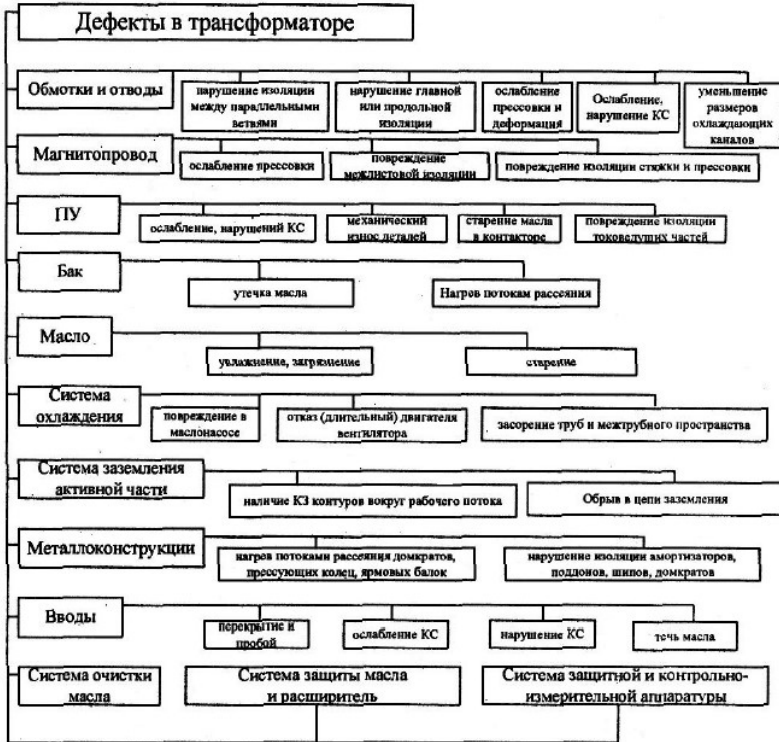 Дефекты в трансформаторе
Обмотки и отводы
нарушение изоляции
между параллельными
ветвями
нарушение главной
или продольной
изоляции
ослабление
прессовки и
деформация
Ослабление,
нарушение КС
уменьшение
размеров
охлаждающих
каналов
Магнитопровод
ослабление прессовки
повреждение
межлистовой изоляции
повреждение изоляции стяжки и прессовки
ПУ
ослабление, нарушений КС
механический
износ деталей
старение масла
в контакторе
повреждение изоляции
токоведущих частей
Бак
утечка масла
Нагрев потокам рассеяния
Масло
увлажнение, загрязнение
старение
Система
охлаждения
повреждение в
маслонасосе
отказ (длительный) двигателя
вентилятора
засорение труб и межтрубного пространства
Система заземления
активной части
наличие КЗ контуров вокруг рабочего потока
Обрыв в цепи заземления
Металлоконструкции
нагрев потоками рассеяния домкратов,
прессующих колец, ярмовых балок
нарушение изоляции амортизаторов,
поддонов, шипов, домкратов
Вводы
перекрытие и
пробой
ослабление КС
нарушение КС
течь масла
Система очистки
масла
Система защиты масла
и расширитель
Система защитной и контрольно-
измерительной аппаратуры